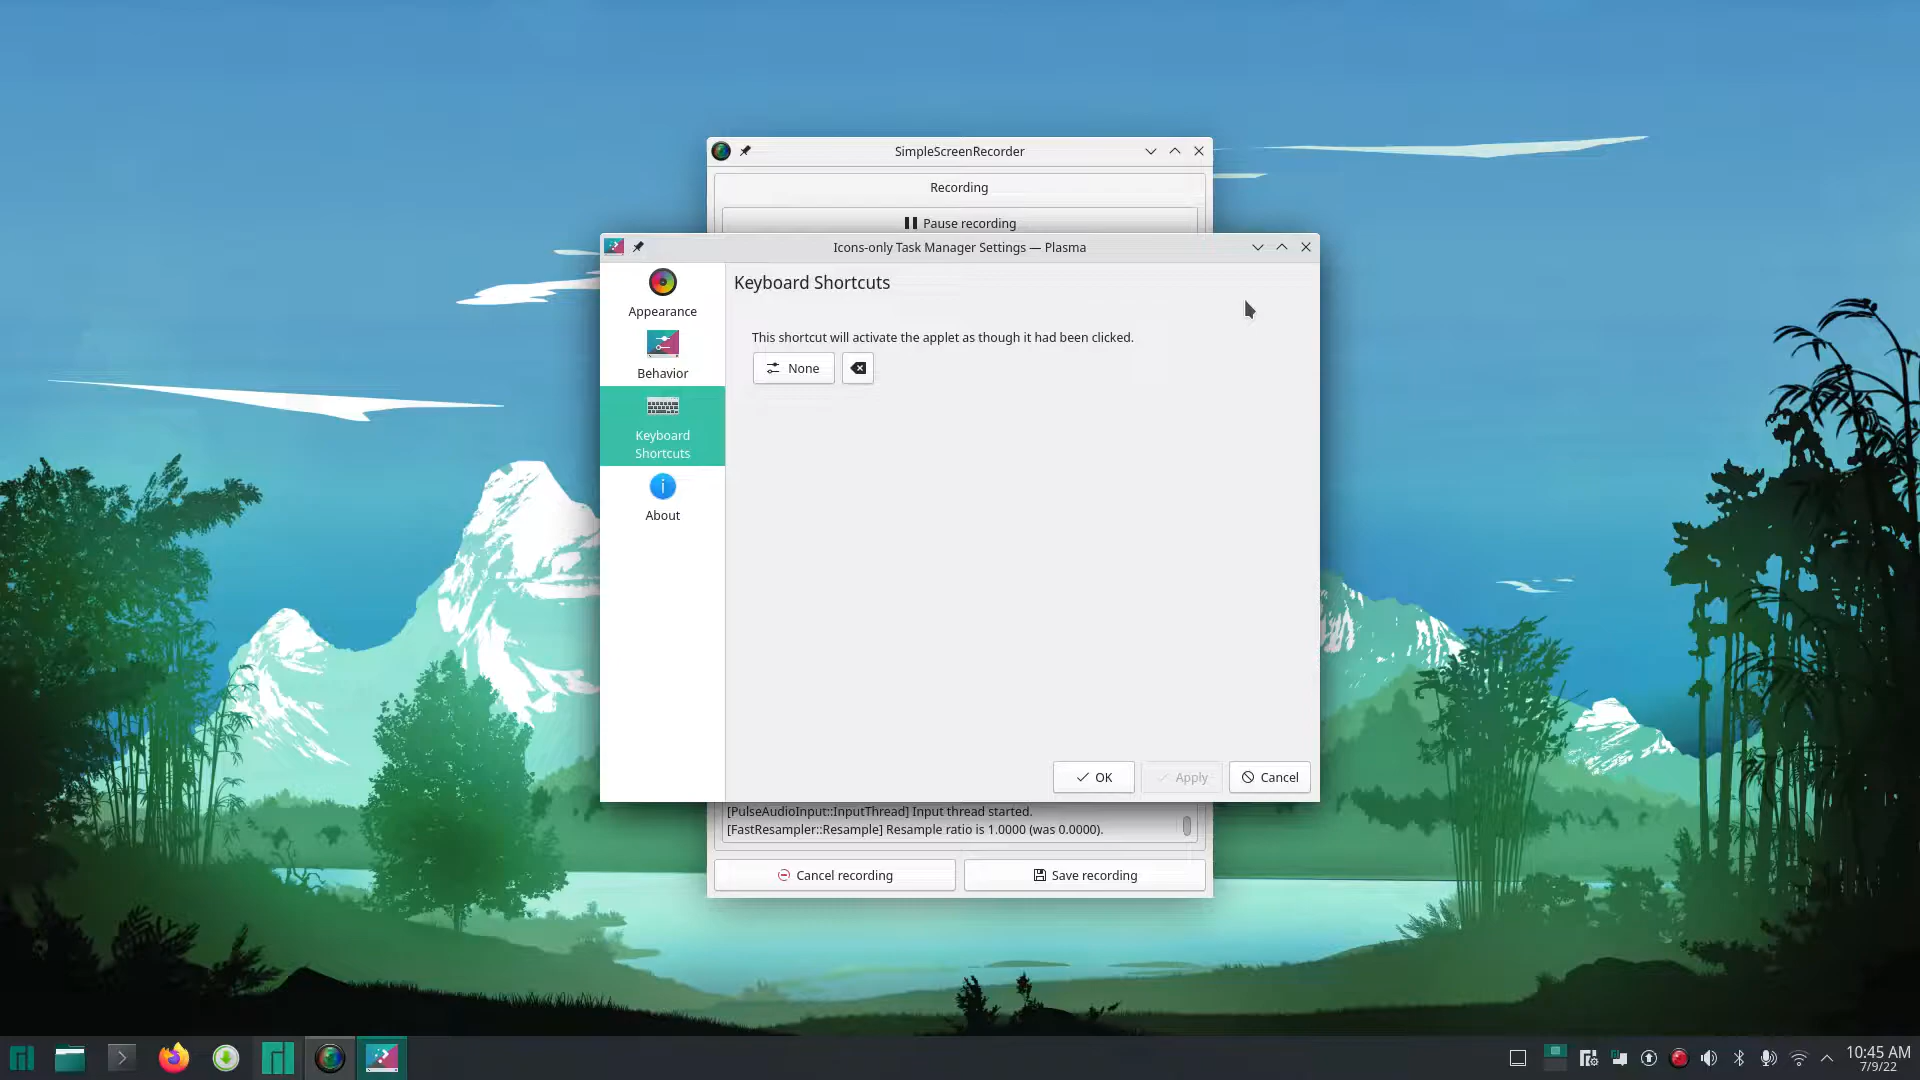 SimpleScreenRecorder
Recording
Pause recording
Icons-only Task Manager Settings — Plasma
Appearance
Behavior
Keyboard
Shortcuts
About
Keyboard Shortcuts
This shortcut will activate the applet as though it had been clicked.
None
OK
Apply
Cancel
[PulseAudioInput::InputThread] Input thread started.
[FastResampler::Resample] Resample ratio is 1.0000 (was 0.0000).
Cancel recording
Save recording
10:45 AM
7/9/22